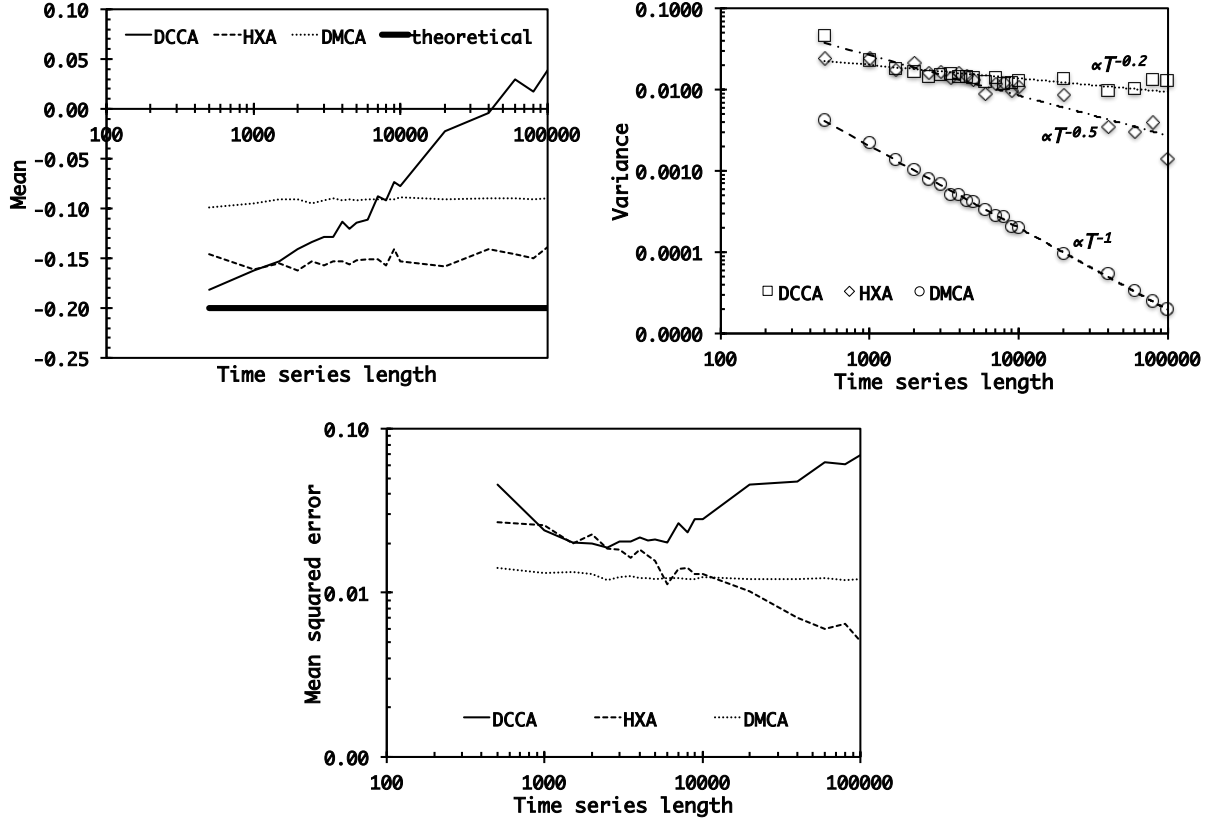 0.10
DCCA HXA DMCA theoretical
0.05
0.00
100 1000 10000 100000
-0.05
-0.10
-0.15
-0.20
-0.25
Mean
Time series length
0.1000
0.0100
0.0010
0.0001
0.0000
Variance
∝T-0.2
∝T-0.5
∝T-1
DCCA HXA DMCA
100 1000 10000 100000
Time series length
0.10
0.01
0.00
Mean squared error
DCCA HXA DMCA
100 1000 10000 100000
Time series length